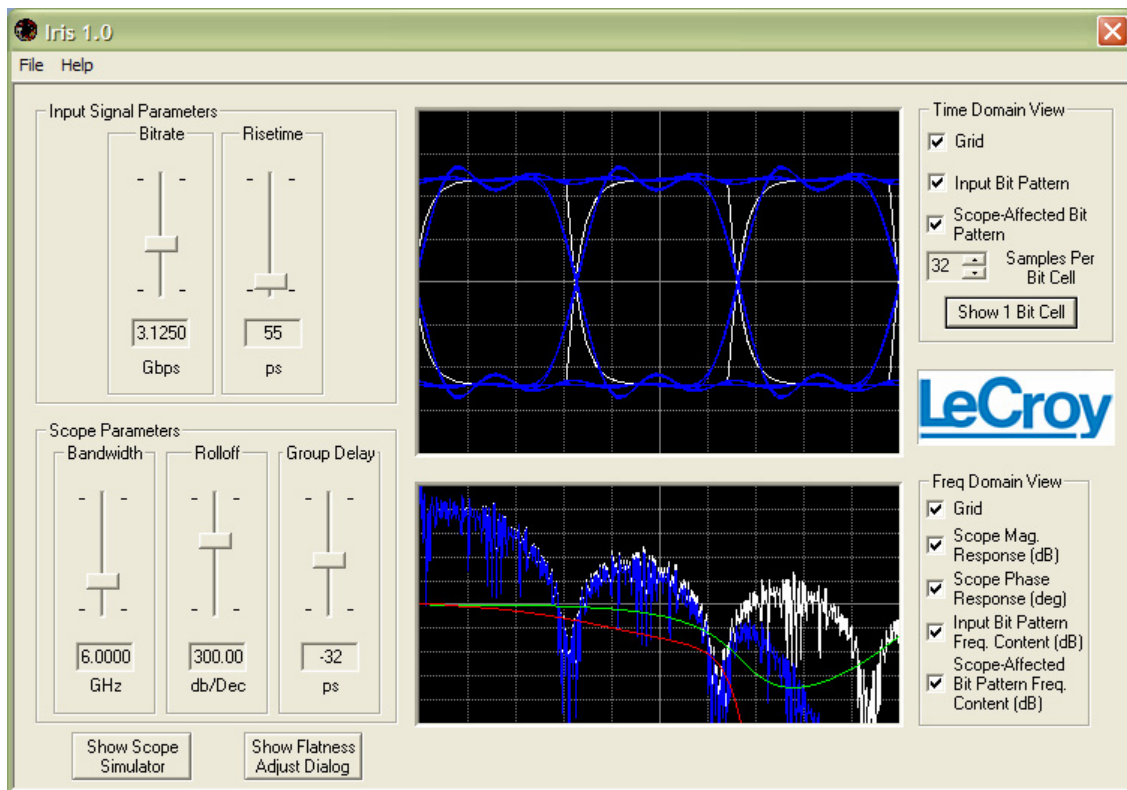 Iris 1.0
File Help
Input Signal Parameters
Bitrate
3.1250
Gbps
Risetime
55
ps
Scope Parameters
Bandwidth
6.0000
GHz
Rolloff
300.00
db/Dec
Group Delay
-32
ps
Show Scope
Simulator
Show Flatness
Adjust Dialog
Time Domain View
Grid
Input Bit Pattern
Scope-Affected Bit
Pattern
32
Samples Per
Bit Cell
Show 1 Bit Cell
LeCroy
Freq Domain View
Grid
Scope Mag.
Response (dB)
Scope Phase
Response (deg)
Input Bit Pattern
Freq. Content (dB)
Scope-Affected
Bit Pattern Freq.
Content (dB)